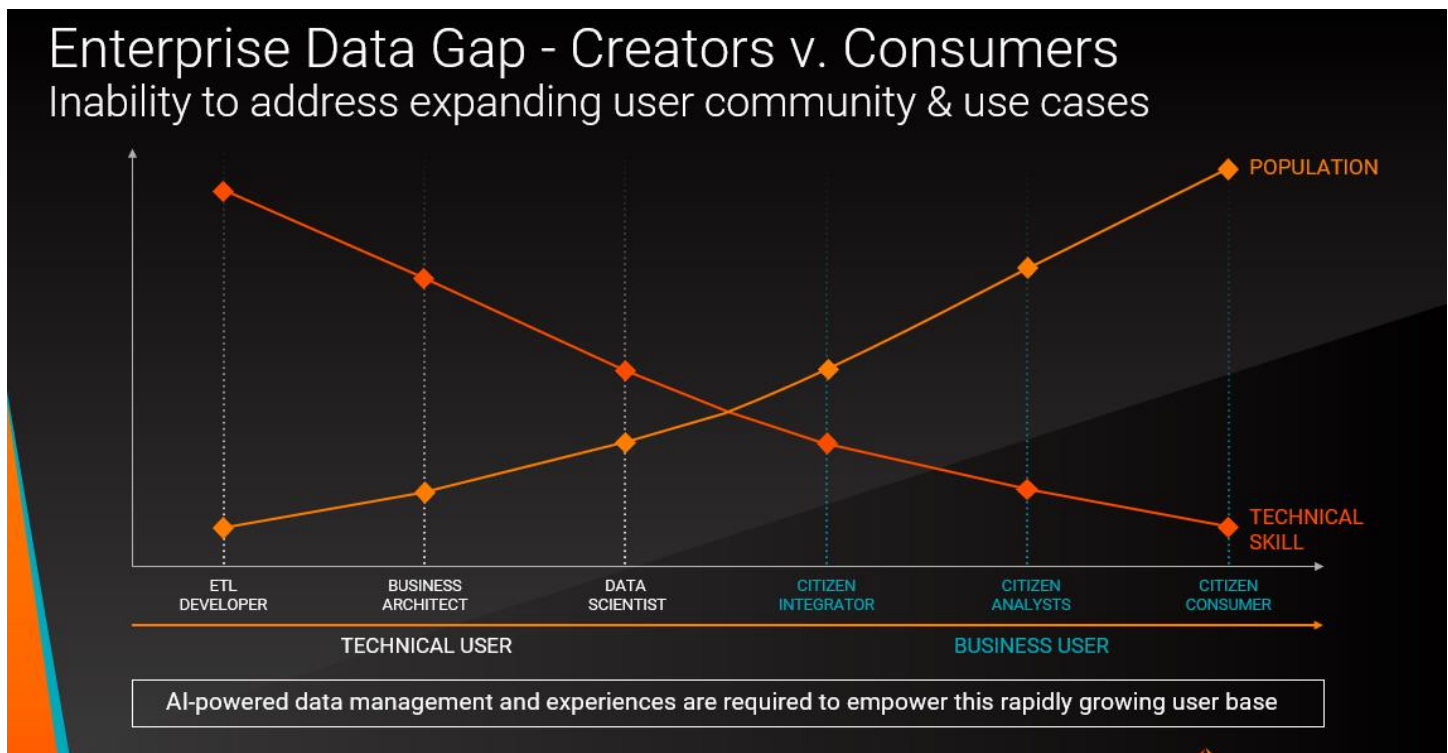 Enterprise Data Gap - Creators v. Consumers
Inability to address expanding user community & use cases
POPULATION
TECHNICAL
SKILL
ETL
DEVELOPER
BUSINESS
ARCHITECT
DATA
SCIENTIST
CITIZEN
INTEGRATOR
CITIZEN
ANALYSTS
CITIZEN
CONSUMER
TECHNICAL USER
BUSINESS USER
AI-powered data management and experiences are required to empower this rapidly growing user base